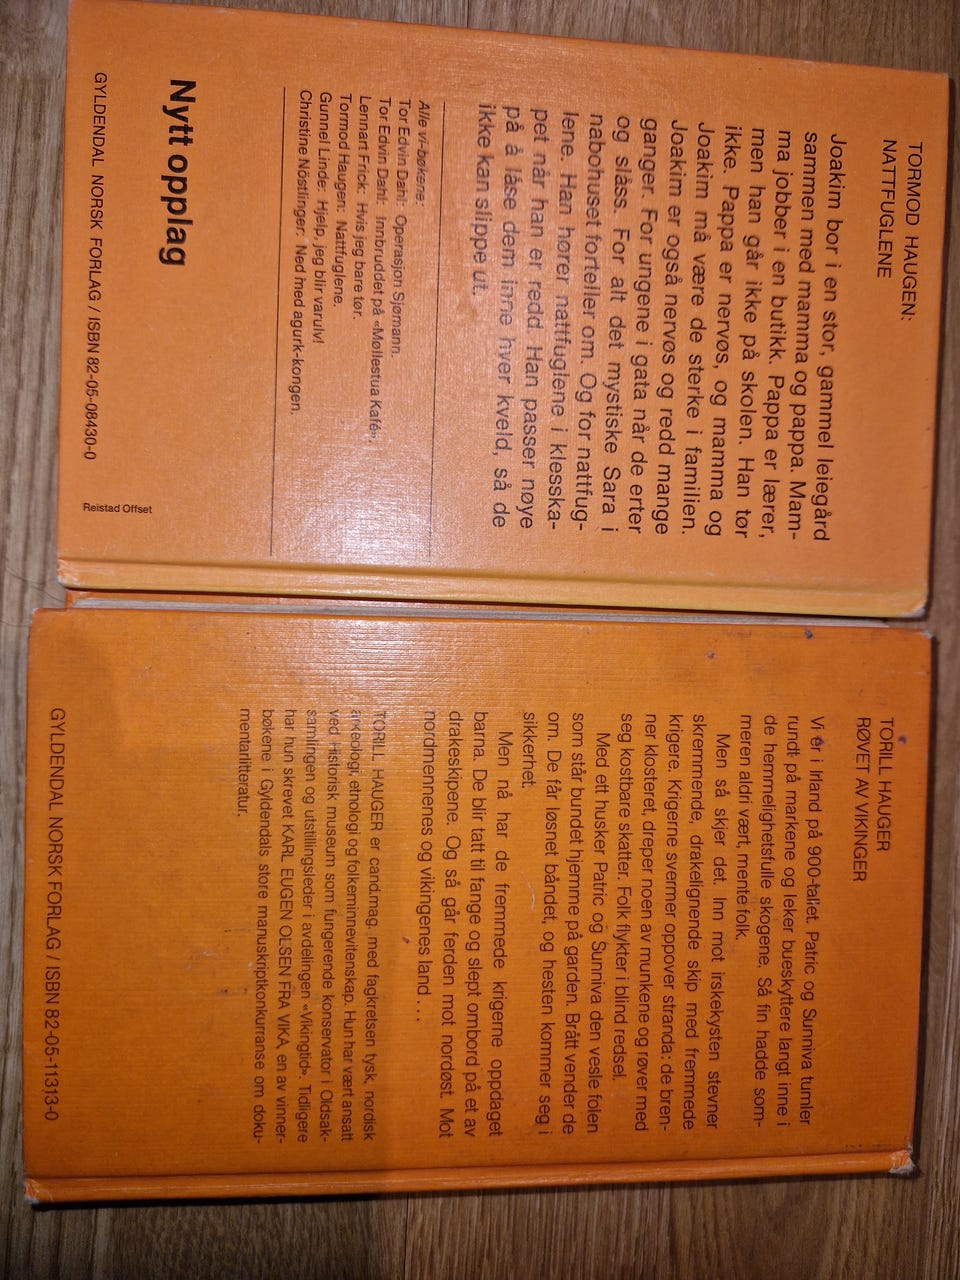 TORMOD HAUGEN:
NATTFUGLENE
Joakim bor i en stor, gammel leiegård
sammen med mamma og pappa. Mam-
ma jobber i en butikk. Pappa er lærer,
men han går ikke på skolen. Han tør
ikke. Pappa er nervøs, og mamma og
Joakim må være de sterke i familien.
Joakim er også nervøs og redd mange
ganger. For ungene i gata når de erter
og slåss. For alt det mystiske Sara i
nabohuset forteller om. Og for nattfug-
lene. Han hører nattfuglene i klesska-
pet når han er redd. Han passer nøye
på å låse dem inne hver kveld, så de
ikke kan slippe ut.
Alle vi-bøkene:
Tor Edvin Dahl: Operasjon Sjømann.
Tor Edvin Dahl: Innbruddet på «Møllestua Kafé».
Lennart Frick: Hvis jeg bare tør.
Tormod Haugen: Nattfuglene.
Gunnel Linde: Hjelp, jeg blir varulv!
Christine Nöstlinger: Ned med agurk-kongen.
Nytt opplag
Reistad Offset
GYLDENDAL NORSK FORLAG / ISBN 82-05-08430-0
TORILL HAUGER
RØVET AV VIKINGER
Vi er i Irland på 900-tallet. Patric og Sunniva tumler
rundt på markene og leker bueskyttere langt inne i
de hemmelighetsfulle skogene. Så fin hadde som-
meren aldri vært, mente folk.
Men så skjer det. Inn mot irskekysten stevner
skremmende, drakelignende skip med fremmede
krigere. Krigerne svermer oppover stranda: de bren-
ner klosteret, dreper noen av munkene og røver med
seg kostbare skatter. Folk flykter i blind redsel.
Med ett husker Patric og Sunniva den vesle folen
som står bundet hjemme på garden. Brått vender de
om. De får løsnet båndet, og hesten kommer seg i
sikkerhet.
Men nå har de fremmede krigerne oppdaget
barna. De blir tatt til fange og slept ombord på et av
drakeskipene. Og så går ferden mot nordøst. Mot
nordmennenes og vikingenes land ...
TORILL HAUGER er cand.mag. med fagkretsen tysk, nordisk
arkeologi, etnologi og folkeminnevitenskap. Hun har vært ansatt
ved Historisk museum som fungerende konservator i Oldsak-
samlingen og utstillingsleder i avdelingen «Vikingtid». Tidligere
har hun skrevet KARL EUGEN OLSEN FRA VIKA, en av vinner-
bøkene i Gyldendals store manuskriptkonkurranse om doku-
mentarlitteratur.
GYLDENDAL NORSK FORLAG / ISBN 82-05-11313-0